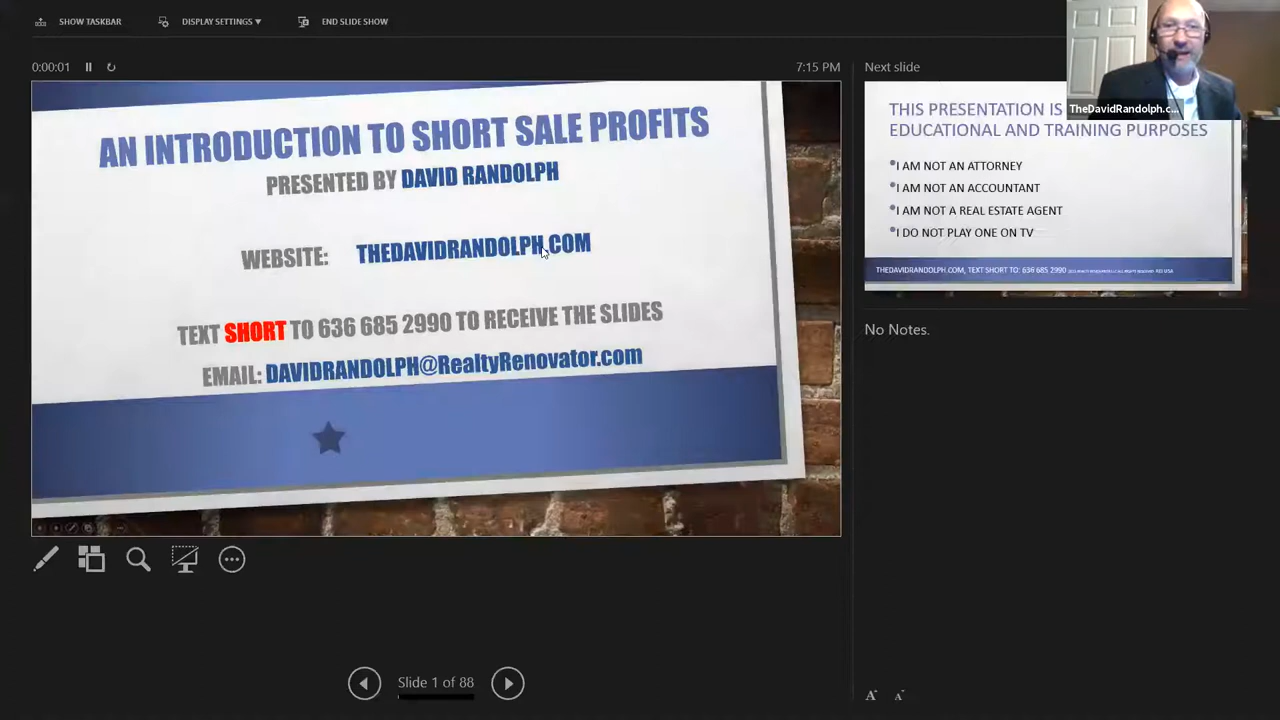 SHOW TASKBAR
DISPLAY SETTINGS ▼
END SLIDE SHOW
0:00:01
7:15 PM
AN INTRODUCTION TO SHORT SALE PROFITS
PRESENTED BY DAVID RANDOLPH
WEBSITE: THEDAVIDRANDOLPH.COM
TEXT SHORT TO 636 685 2990 TO RECEIVE THE SLIDES
EMAIL: DAVIDRANDOLPH@RealtyRenovator.com
Slide 1 of 88
Next slide
TheDavidRandolph.c...
THIS PRESENTATION IS
EDUCATIONAL AND TRAINING PURPOSES
•I AM NOT AN ATTORNEY
•I AM NOT AN ACCOUNTANT
•I AM NOT A REAL ESTATE AGENT
•I DO NOT PLAY ONE ON TV
THEDAVIDRANDOLPH.COM, TEXT SHORT TO: 636 685 2990
No Notes.
A A